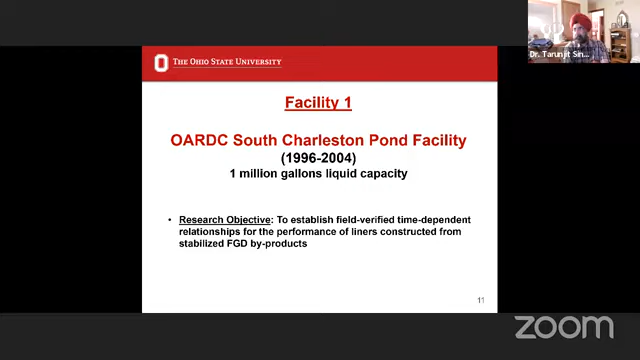 THE OHIO STATE UNIVERSITY
Dr. Tarunjit Sin...
Facility 1
OARDC South Charleston Pond Facility
(1996-2004)
1 million gallons liquid capacity
• Research Objective: To establish field-verified time-dependent
relationships for the performance of liners constructed from
stabilized FGD by-products
11
zoom